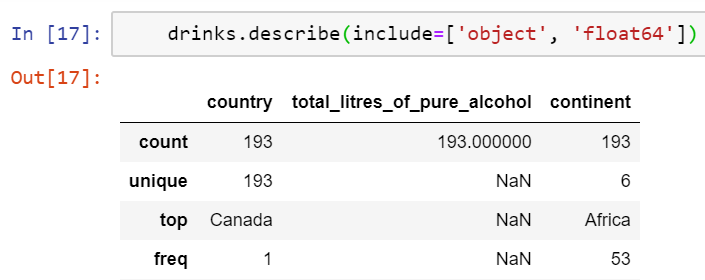 In [17]: drinks.describe(include=['object', 'float64'])
Out[17]:
country total_litres_of_pure_alcohol continent
count 193 193.000000 193
unique 193 NaN 6
top Canada NaN Africa
freq 1 NaN 53